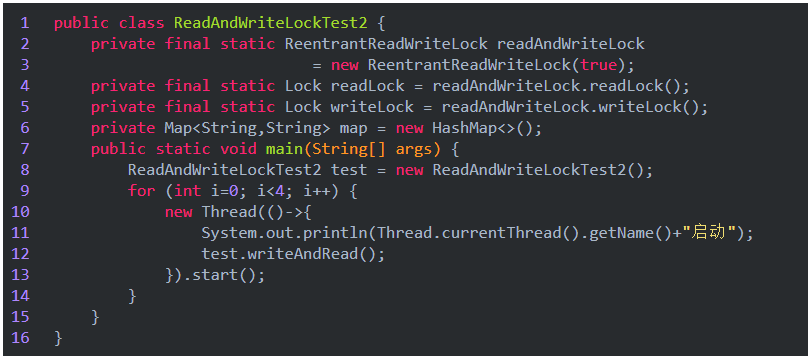 1 public class ReadAndWriteLockTest2 {
2     private final static ReentrantReadWriteLock readAndWriteLock
3                             = new ReentrantReadWriteLock(true);
4     private final static Lock readLock = readAndWriteLock.readLock();
5     private final static Lock writeLock = readAndWriteLock.writeLock();
6     private Map<String,String> map = new HashMap<>();
7     public static void main(String[] args) {
8         ReadAndWriteLockTest2 test = new ReadAndWriteLockTest2();
9         for (int i=0; i<4; i++) {
10             new Thread(()->{
11                 System.out.println(Thread.currentThread().getName()+"启动");
12                 test.writeAndRead();
13             }).start();
14         }
15     }
16 }